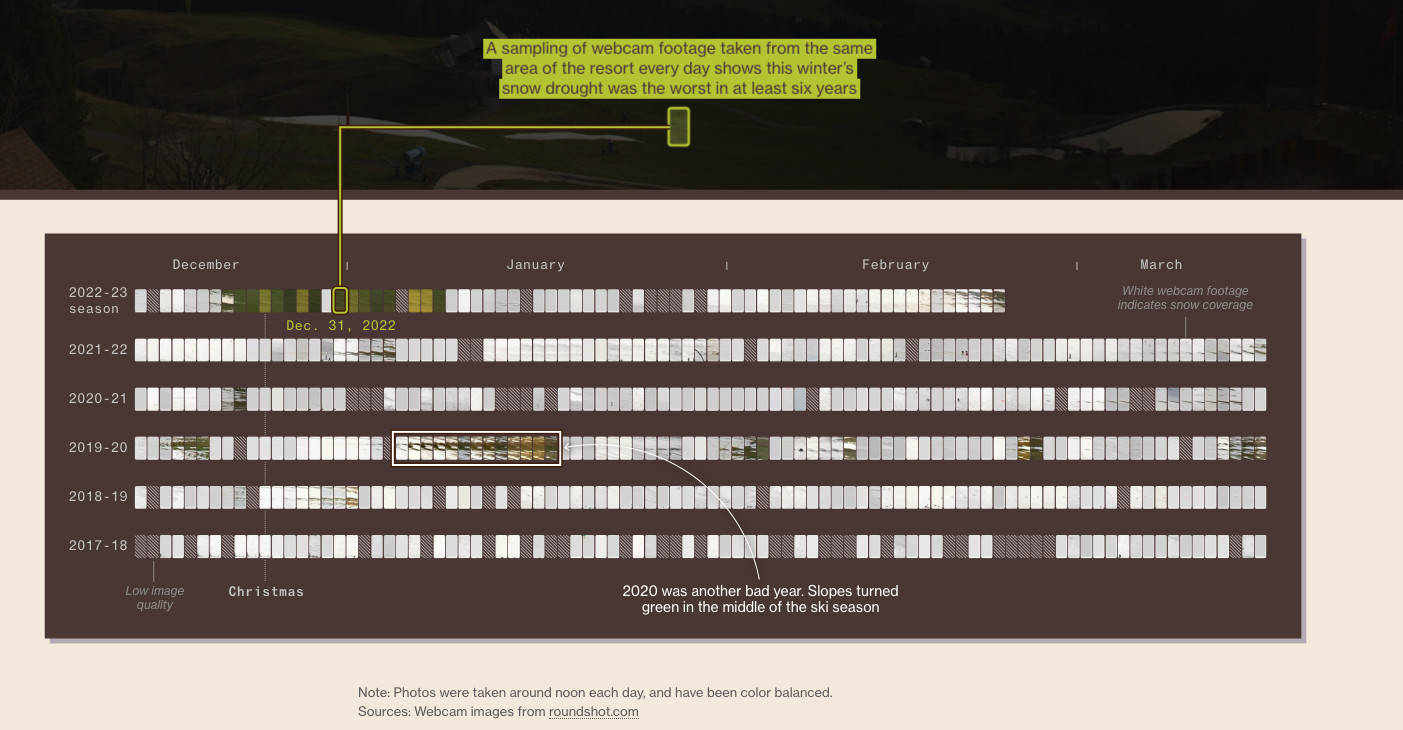 A sampling of webcam footage taken from the same
area of the resort every day shows this winter's
snow drought was the worst in at least six years
December
January
February
March
2022-23
season
White webcam footage
indicates snow coverage
Dec. 31, 2022
2021-22
2020-21
2019-20
2018-19
2017-18
Low image
quality
Christmas
2020 was another bad year. Slopes turned
green in the middle of the ski season
Note: Photos were taken around noon each day, and have been color balanced.
Sources: Webcam images from roundshot.com